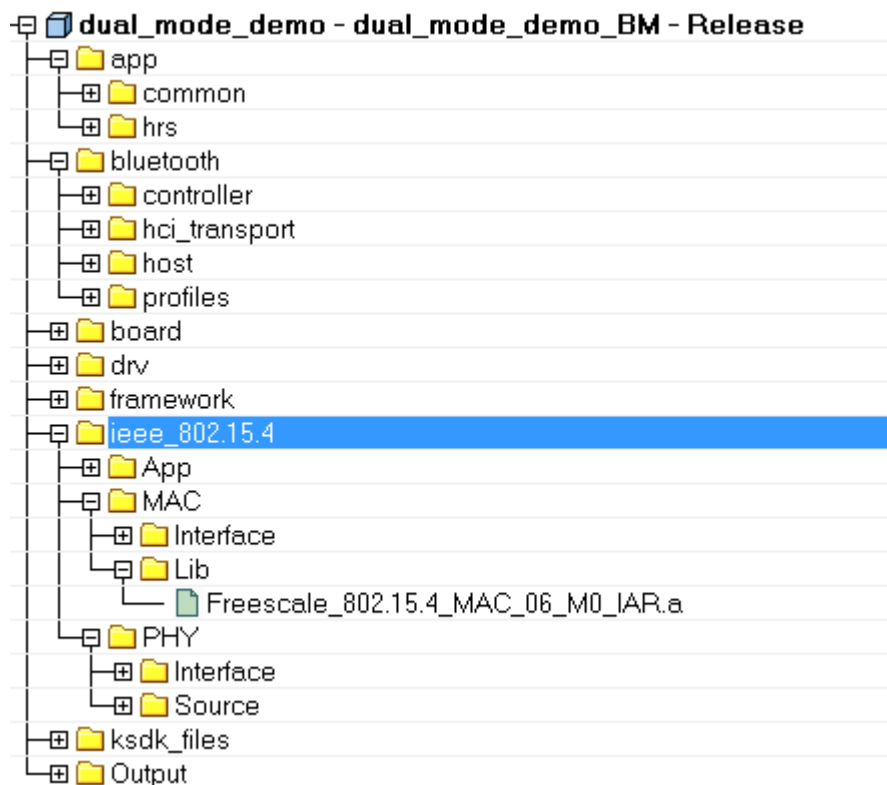 dual_mode_demo - dual_mode_demo_BM - Release
app
common
hrs
bluetooth
controller
hci_transport
host
profiles
board
drv
framework
ieee_802.15.4
App
MAC
Interface
Lib
Freescale_802.15.4_MAC_06_M0_IAR.a
PHY
Interface
Source
ksdk_files
Output